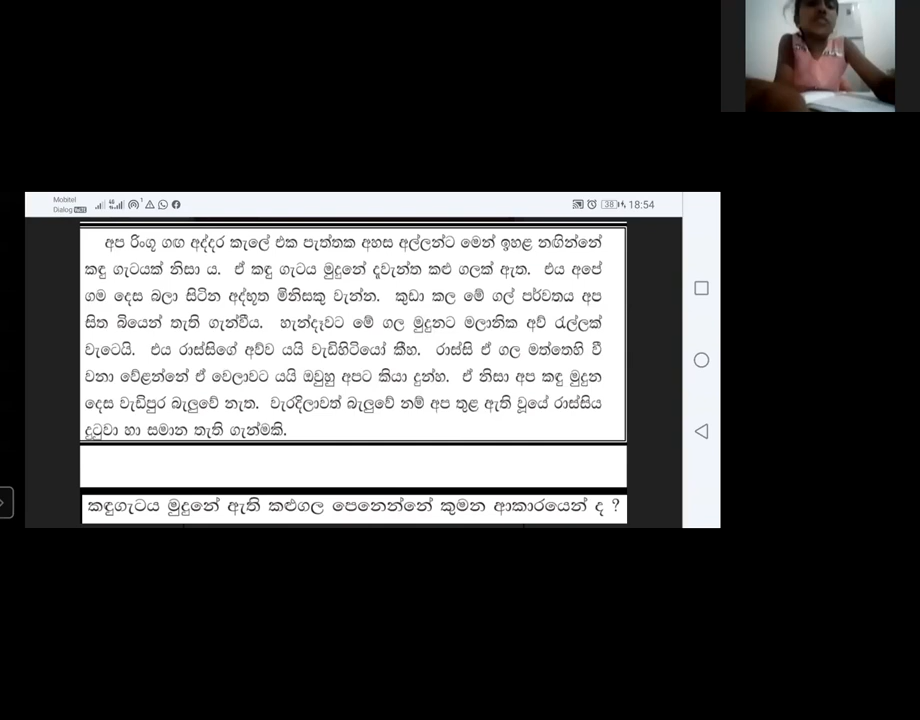 Mobitel
Dialog VoLTE
38 18:54
අප රිංගූ ගඟ අද්දර කැලේ එක පැත්තක අහස අල්ලන්ට මෙන් ඉහළ නඟින්නේ
කඳු ගැටයක් නිසා ය. ඒ කඳු ගැටය මුදුනේ දැවැන්ත කළු ගලක් ඇත. එය අපේ
ගම දෙස බලා සිටින අද්භූත මිනිසකු වැන්න. කුඩා කල මේ ගල් පර්වතය අප
සිත බියෙන් තැති ගැන්වීය. හැන්දෑවට මේ ගල මුදුනට මලානික අව් රැල්ලක්
වැටෙයි. එය රාස්සිගේ අව්ව යයි වැඩිහිටියෝ කීහ. රාස්සි ඒ ගල මත්තෙහි වී
වනා වේළන්නේ ඒ වෙලාවට යයි ඔවුහු අපට කියා දුන්හ. ඒ නිසා අප කඳු මුදුන
දෙස වැඩිපුර බැලුවේ නැත. වැරදිලාවත් බැලුවේ නම් අප තුළ ඇති වූයේ රාස්සිය
දුටුවා හා සමාන තැති ගැන්මකි.
කඳුගැටය මුදුනේ ඇති කළුගල පෙනෙන්නේ කුමන ආකාරයෙන් ද ?